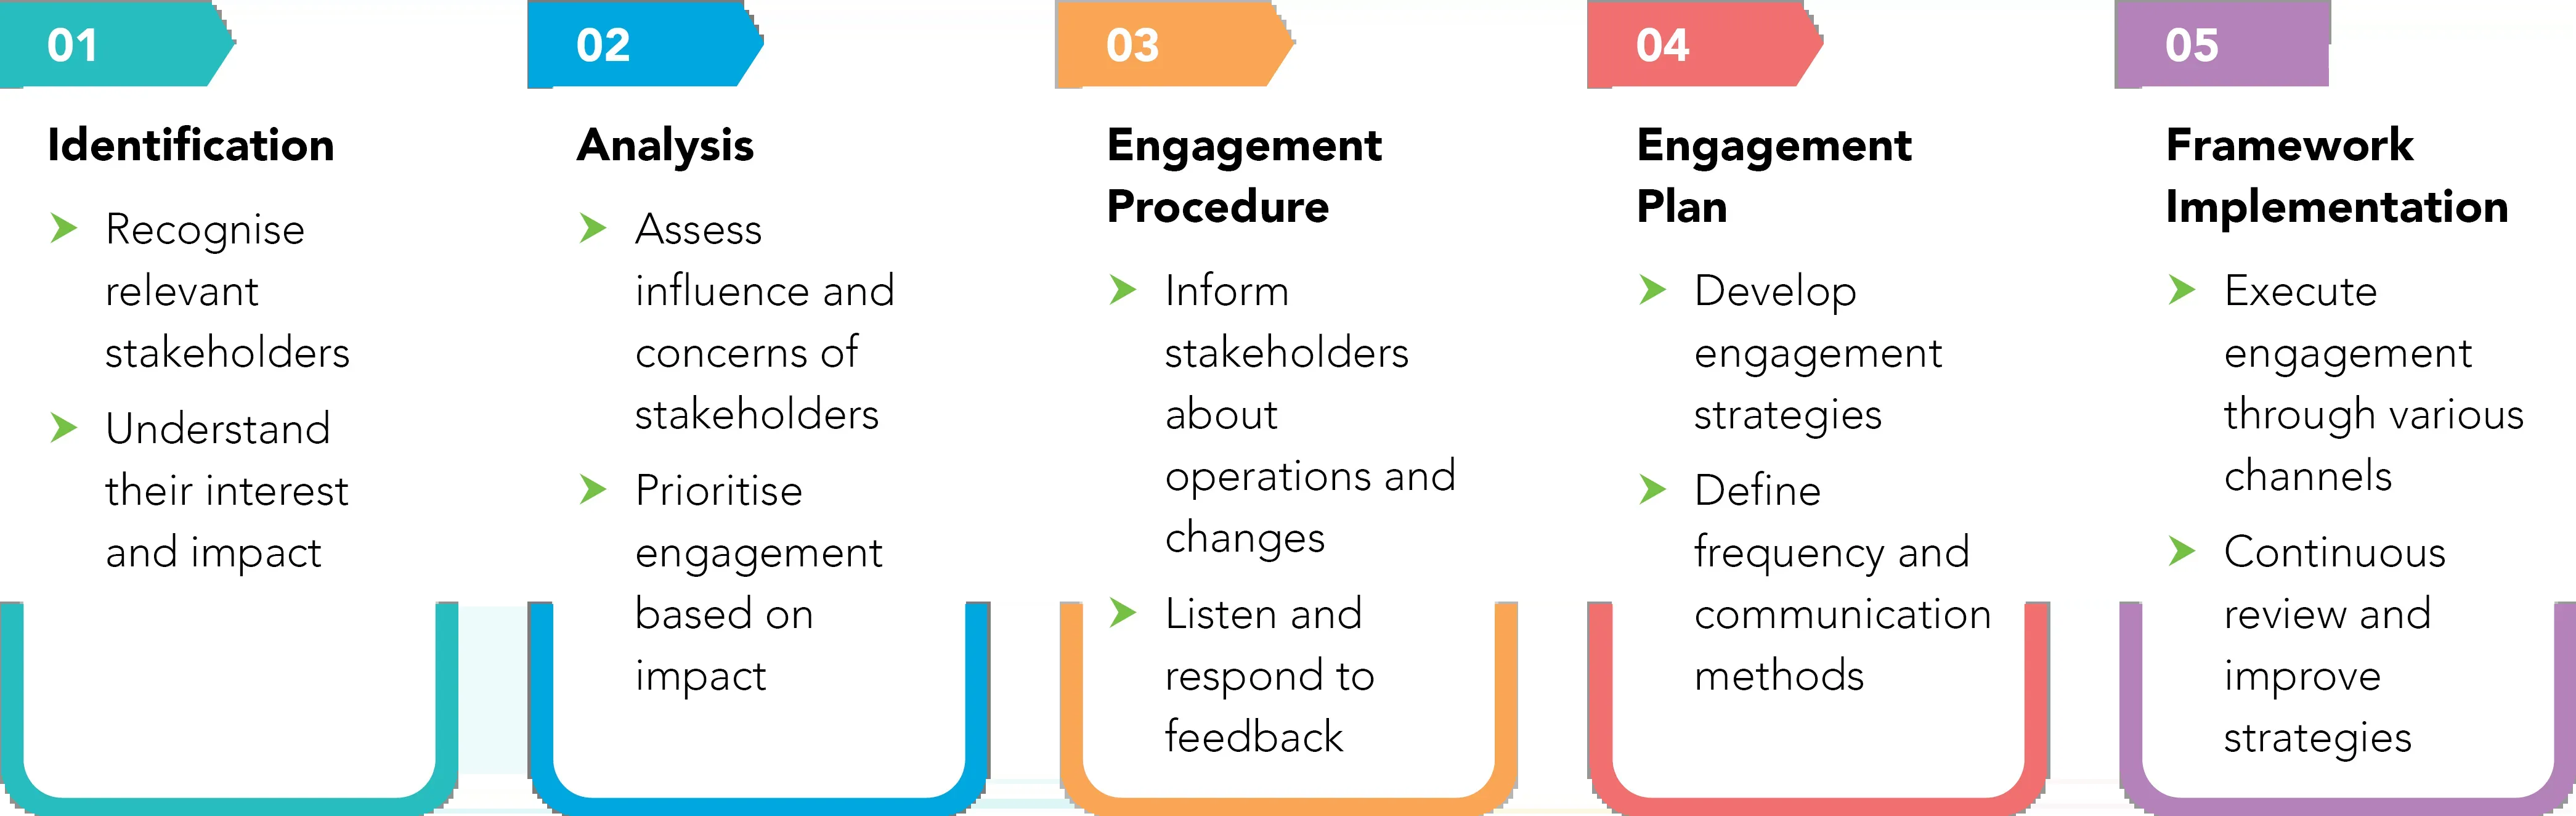 01
Identification
Recognise
relevant
stakeholders
Understand
their interest
and impact
02
Analysis
Assess
influence and
concerns of
stakeholders
Prioritise
engagement
based on
impact
03
Engagement
Procedure
Inform
stakeholders
about
operations and
changes
Listen and
respond to
feedback
04
Engagement
Plan
Develop
engagement
strategies
Define
frequency and
communication
methods
05
Framework
Implementation
Execute
engagement
through various
channels
Continuous
review and
improve
strategies